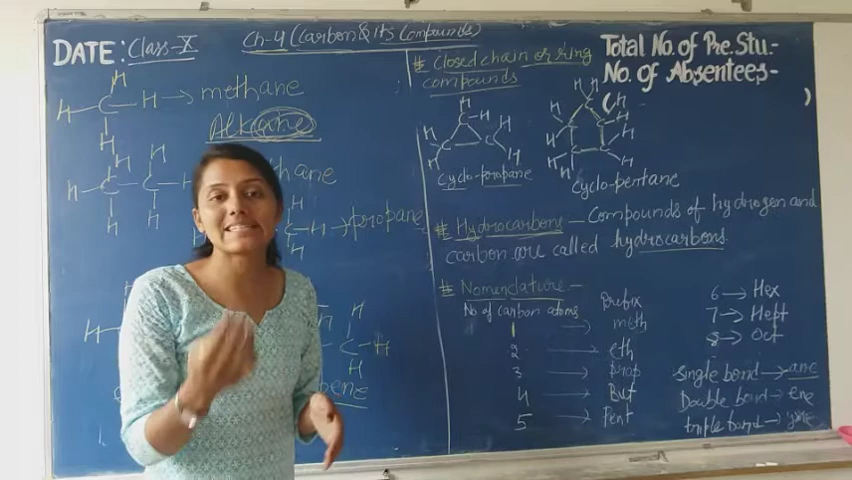 DATE: Class-X
Ch-4 (Carbon & Its Compounds)
Total No. of Pre. Stu.-
No. of Absentees-
H
H C H → methane
H
Alkane
H H
H C C
H H
thane
H
C H → propane
H
H
H C H
H
# Closed chain or ring
compounds
H
H C H
H C C H
H H
Cyclo-propane
H H
H C H
H C C H
H C C H
H H
Cyclo-pentane
# Hydrocarbons - Compounds of hydrogen and
carbon are called hydrocarbons.
# Nomenclature -
No of carbon atoms Prefix
1 → meth
2 → eth
3 → prop
4 → But
5 → Pent
6 → Hex
7 → Hept
8 → Oct
single bond → ane
Double bond → ene
triple bond → yne